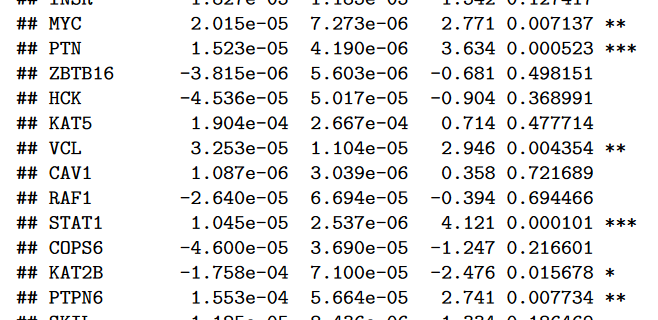 ## MYC 2.015e-05 7.273e-06 2.771 0.007137 **
## PTN 1.523e-05 4.190e-06 3.634 0.000523 ***
## ZBTB16 -3.815e-06 5.603e-06 -0.681 0.498151
## HCK -4.536e-05 5.017e-05 -0.904 0.368991
## KAT5 1.904e-04 2.667e-04 0.714 0.477714
## VCL 3.253e-05 1.104e-05 2.946 0.004354 **
## CAV1 1.087e-06 3.039e-06 0.358 0.721689
## RAF1 -2.640e-05 6.694e-05 -0.394 0.694466
## STAT1 1.045e-05 2.537e-06 4.121 0.000101 ***
## COPS6 -4.600e-05 3.690e-05 -1.247 0.216601
## KAT2B -1.758e-04 7.100e-05 -2.476 0.015678 *
## PTPN6 1.553e-04 5.664e-05 2.741 0.007734 **